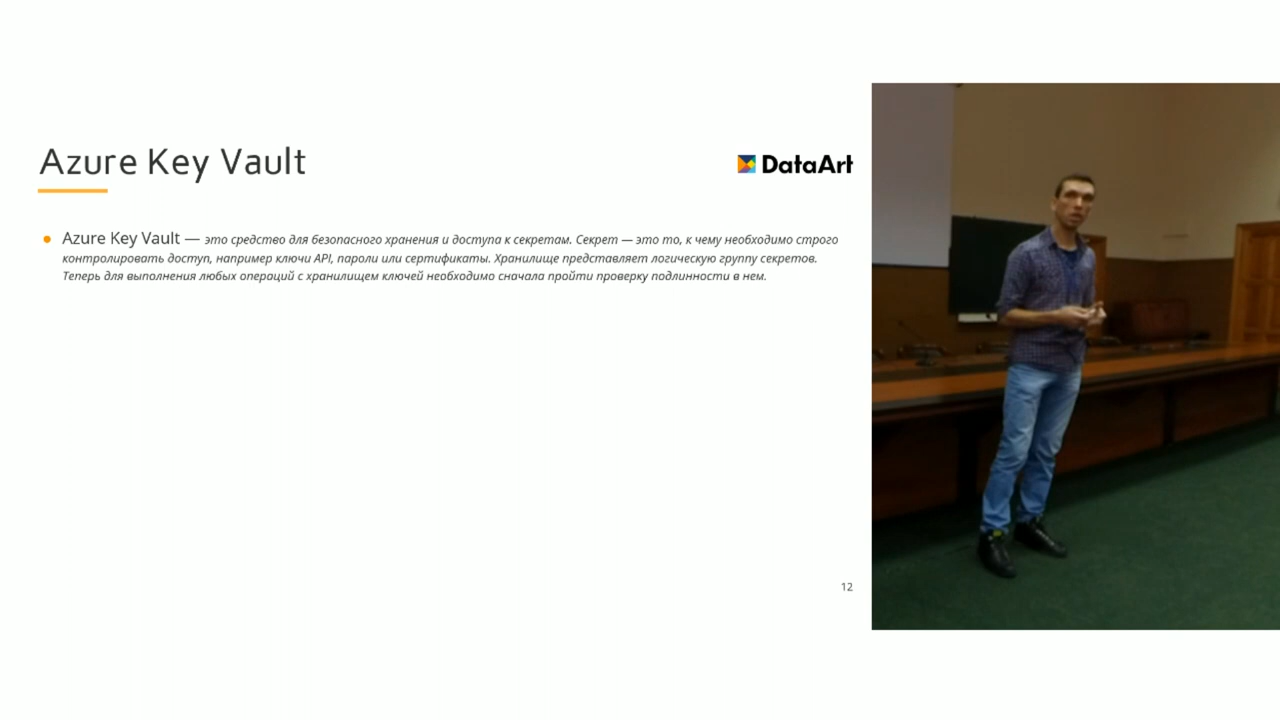 Azure Key Vault
DataArt
Azure Key Vault — это средство для безопасного хранения и доступа к секретам. Секрет — это то, к чему необходимо строго
контролировать доступ, например ключи API, пароли или сертификаты. Хранилище представляет логическую группу секретов.
Теперь для выполнения любых операций с хранилищем ключей необходимо сначала пройти проверку подлинности в нем.
12